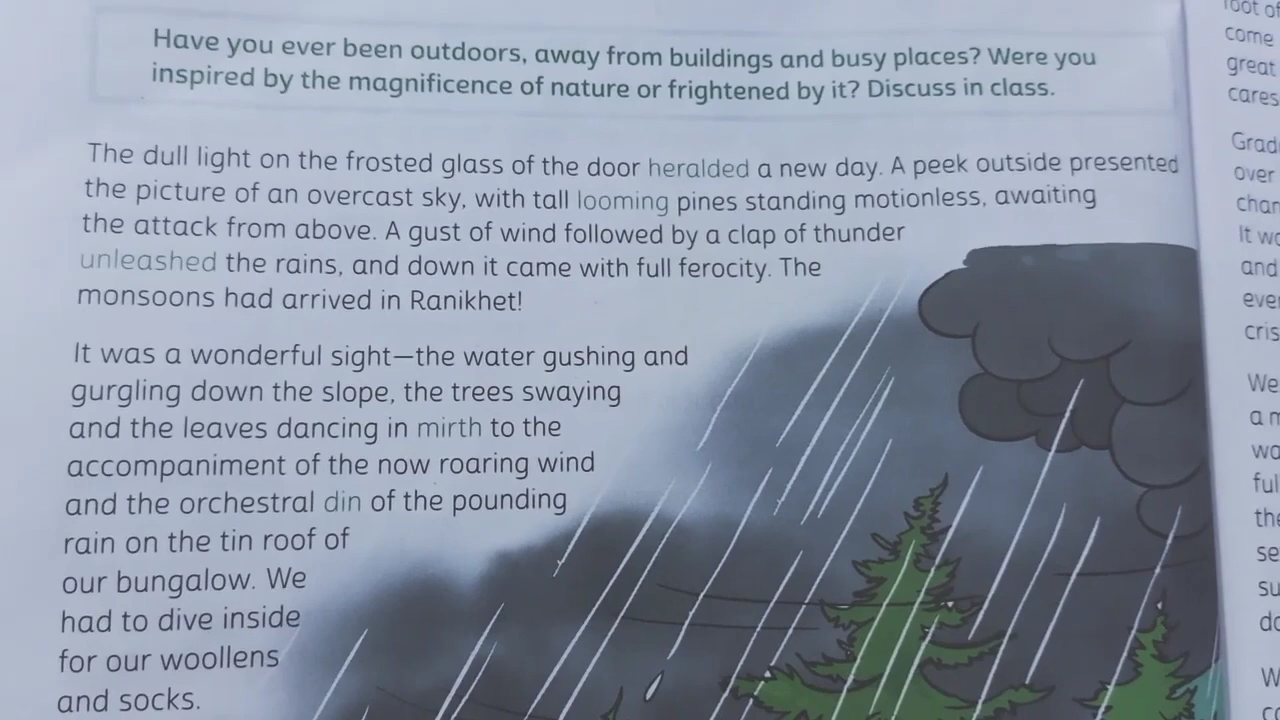 Have you ever been outdoors, away from buildings and busy places? Were you
inspired by the magnificence of nature or frightened by it? Discuss in class.
The dull light on the frosted glass of the door heralded a new day. A peek outside presented
the picture of an overcast sky, with tall looming pines standing motionless, awaiting
the attack from above. A gust of wind followed by a clap of thunder
unleashed the rains, and down it came with full ferocity. The
monsoons had arrived in Ranikhet!
It was a wonderful sight—the water gushing and
gurgling down the slope, the trees swaying
and the leaves dancing in mirth to the
accompaniment of the now roaring wind
and the orchestral din of the pounding
rain on the tin roof of
our bungalow. We
had to dive inside
for our woollens
and socks.
come
great
cares
over
It
and
We